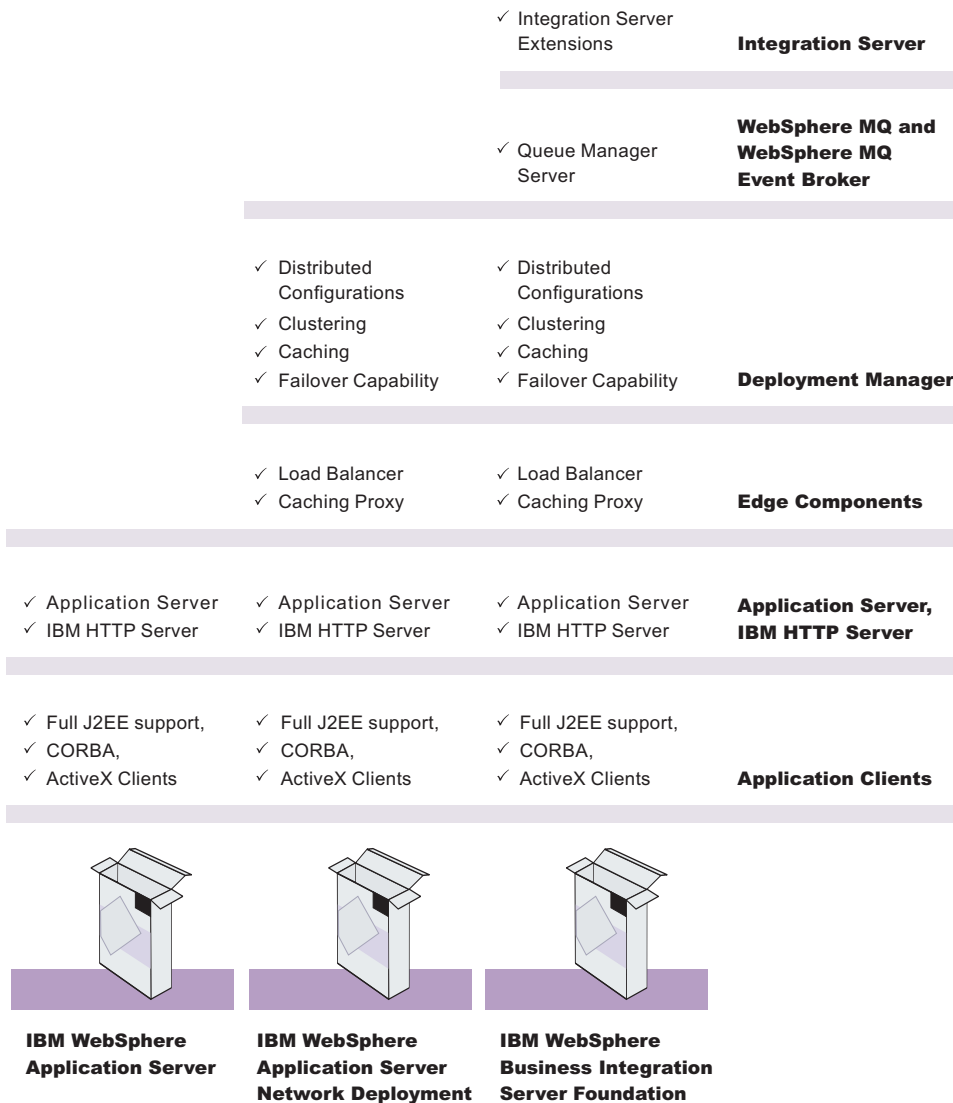 ✓ Integration Server
Extensions
Integration Server
✓ Queue Manager
Server
WebSphere MQ and
WebSphere MQ
Event Broker
✓ Distributed
Configurations
✓ Clustering
✓ Caching
✓ Failover Capability
✓ Distributed
Configurations
✓ Clustering
✓ Caching
✓ Failover Capability
Deployment Manager
✓ Load Balancer
✓ Caching Proxy
✓ Load Balancer
✓ Caching Proxy
Edge Components
✓ Application Server
✓ IBM HTTP Server
✓ Application Server
✓ IBM HTTP Server
✓ Application Server
✓ IBM HTTP Server
Application Server,
IBM HTTP Server
✓ Full J2EE support,
✓ CORBA,
✓ ActiveX Clients
✓ Full J2EE support,
✓ CORBA,
✓ ActiveX Clients
✓ Full J2EE support,
✓ CORBA,
✓ ActiveX Clients
Application Clients
IBM WebSphere
Application Server
IBM WebSphere
Application Server
Network Deployment
IBM WebSphere
Business Integration
Server Foundation